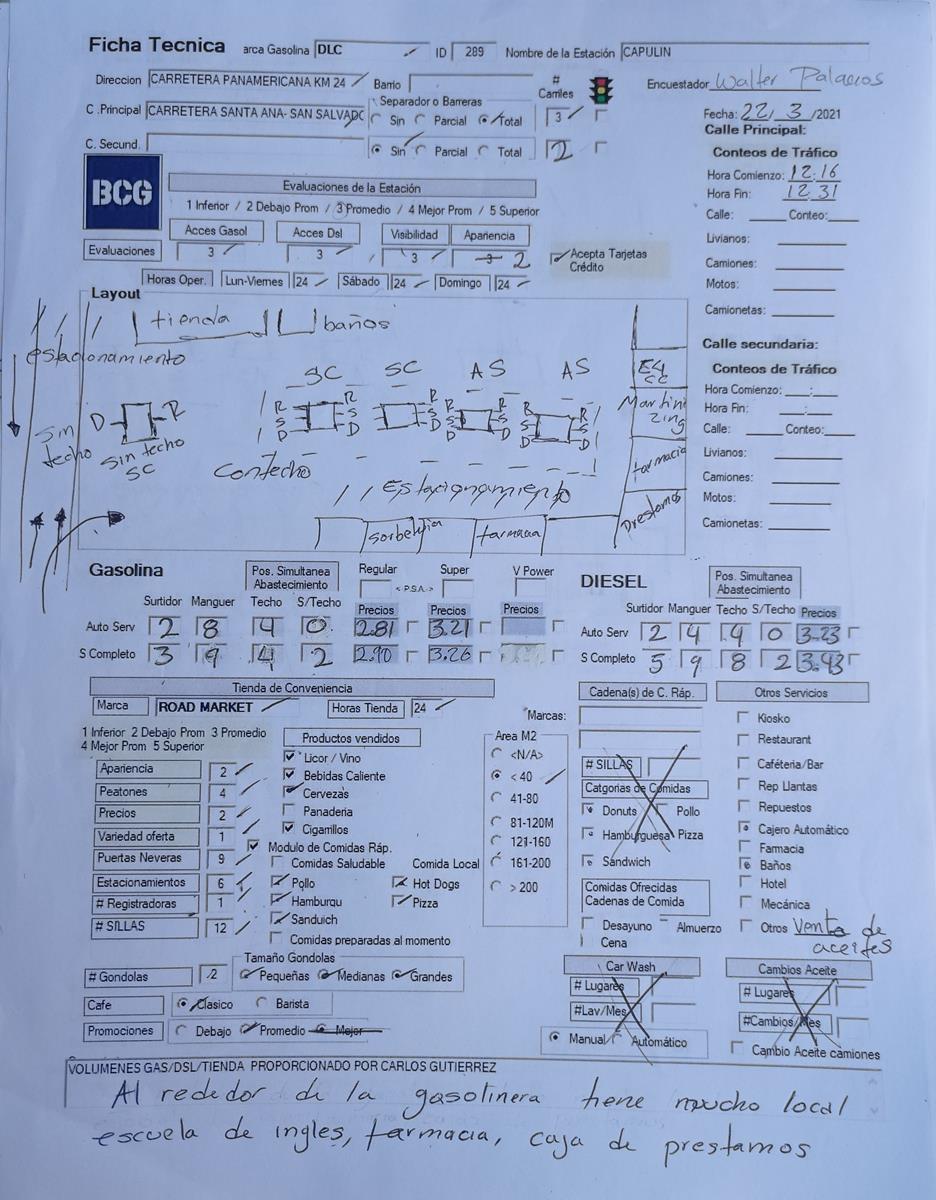 Ficha Tecnica arca Gasolina DLC ID 289 Nombre de la Estación CAPULIN
Direccion CARRETERA PANAMERICANA KM 24 Barrio # Carriles Encuestador Walter Palacios
C .Principal CARRETERA SANTA ANA- SAN SALVADO Separador o Barreras Sin Parcial Total 3 Fecha: 22/3/2021
C. Secund. Sin Parcial Total 2
Calle Principal:
Conteos de Tráfico
Hora Comienzo: 12:16
Hora Fin: 12:31
Calle: Conteo:
Livianos:
Camiones:
Motos:
Camionetas:
BCG
Evaluaciones de la Estación
1 Inferior / 2 Debajo Prom / 3 Promedio / 4 Mejor Prom / 5 Superior
Acces Gasol Acces Dsl Visibilidad Apariencia
Evaluaciones 3 3 3 3 2 Acepta Tarjetas Crédito
Horas Oper. Lun-Viernes 24 Sábado 24 Domingo 24
Layout
tienda baños
estacionamiento
SC SC AS AS
D R
R S D R S D R S D R S D R S D R S D R S D
Sin techo Sin techo SC
Con techo
Estacionamiento
sorbetería farmacia
Martinizing
farmacia
Prestamos
Calle secundaria:
Conteos de Tráfico
Hora Comienzo: :
Hora Fin: :
Calle: Conteo:
Livianos:
Camiones:
Motos:
Camionetas:
Gasolina Pos. Simultanea Abastecimiento Regular < P.S.A.> Super V Power
Surtidor Manguer Techo S/Techo Precios Precios Precios
Auto Serv 2 8 4 0 2.81 3.21
S Completo 3 9 4 2 2.90 3.26
DIESEL Pos. Simultanea Abastecimiento
Surtidor Manguer Techo S/Techo Precios
Auto Serv 2 4 4 0 3.23
S Completo 5 9 8 2 3.43
Tienda de Conveniencia
Marca ROAD MARKET Horas Tienda 24
1 Inferior 2 Debajo Prom 3 Promedio
4 Mejor Prom 5 Superior
Apariencia 2
Peatones 4
Precios 2
Variedad oferta 1
Puertas Neveras 9
Estacionamientos 6
# Registradoras 1
# SILLAS 12
Productos vendidos
Licor / Vino
Bebidas Caliente
Cervezas
Panaderia
Cigarrillos
Modulo de Comidas Ráp.
Comidas Saludable Comida Local
Pollo Hot Dogs
Hamburqu Pizza
Sanduich
Comidas preparadas al momento
Area M2
<N/A>
< 40
41-80
81-120M
121-160
161-200
> 200
# Gondolas 2 Tamaño Gondolas Pequeñas Medianas Grandes
Cafe Clasico Barista
Promociones Debajo Promedio Mejor
Cadena(s) de C. Ráp.
Marcas:
# SILLAS
Catgorias de Comidas
Donuts Pollo
Hamburguesa Pizza
Sandwich
Comidas Ofrecidas
Cadenas de Comida
Desayuno Almuerzo
Cena
Otros Servicios
Kiosko
Restaurant
Caféteria/Bar
Rep Llantas
Repuestos
Cajero Automático
Farmacia
Baños
Hotel
Mecánica
Otros Venta de aceites
Car Wash
# Lugares
#Lav/Mes
Manual Automático
Cambios Aceite
# Lugares
#Cambios/Mes
Cambio Aceite camiones
VOLUMENES GAS/DSL/TIENDA PROPORCIONADO POR CARLOS GUTIERREZ
Al rededor de la gasolinera tiene mucho local
escuela de ingles, farmacia, caja de prestamos